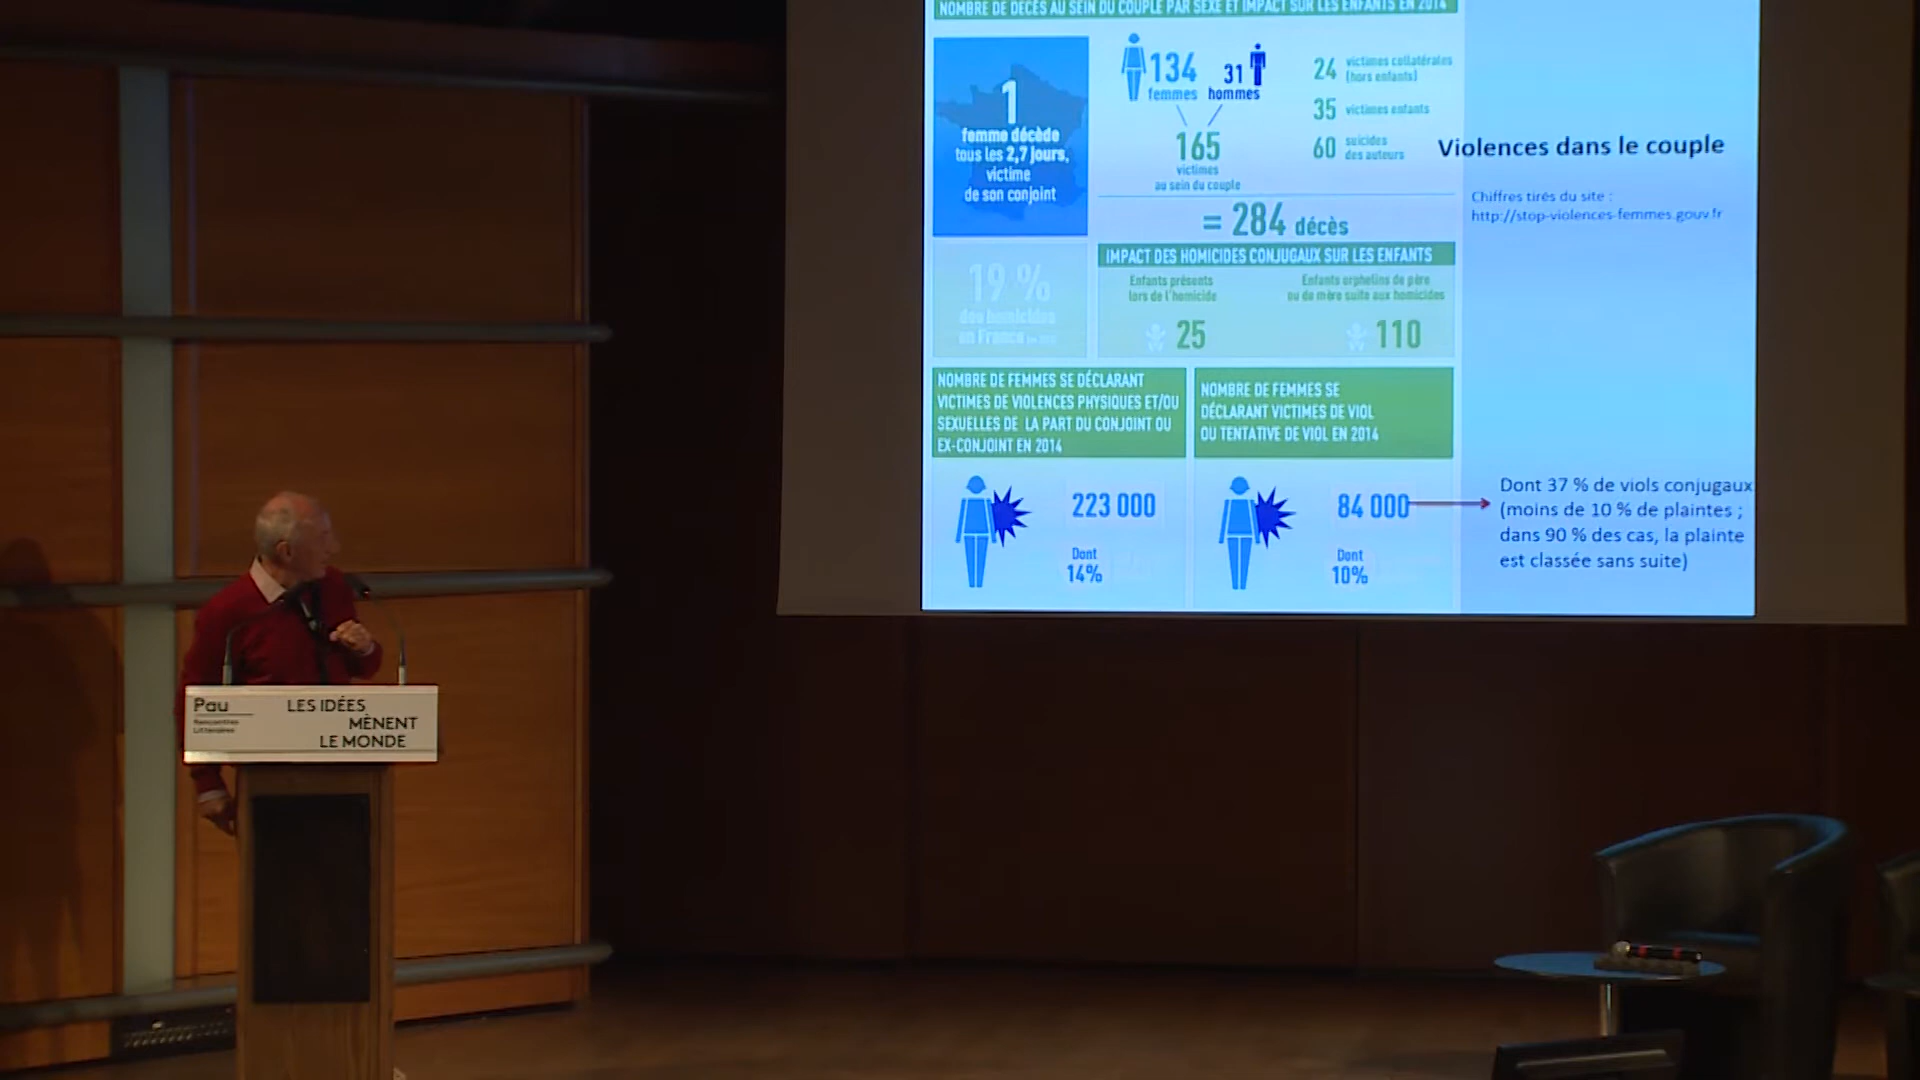 NOMBRE DE DÉCÈS AU SEIN DU COUPLE PAR SEXE ET IMPACT SUR LES ENFANTS EN 2014
1
femme décède
tous les 2,7 jours,
victime
de son conjoint
134
femmes
31
hommes
165
victimes
au sein du couple
24 victimes collatérales
(hors enfants)
35 victimes enfants
60 suicides
des auteurs
= 284 décès
19 %
des homicides
en France
IMPACT DES HOMICIDES CONJUGAUX SUR LES ENFANTS
Enfants présents
lors de l'homicide
25
Enfants orphelins de père
ou de mère suite aux homicides
110
Violences dans le couple
Chiffres tirés du site :
http://stop-violences-femmes.gouv.fr
NOMBRE DE FEMMES SE DÉCLARANT
VICTIMES DE VIOLENCES PHYSIQUES ET/OU
SEXUELLES DE LA PART DU CONJOINT OU
EX-CONJOINT EN 2014
223 000
Dont
14%
NOMBRE DE FEMMES SE
DÉCLARANT VICTIMES DE VIOL
OU TENTATIVE DE VIOL EN 2014
84 000
Dont
10%
Dont 37 % de viols conjugaux
(moins de 10 % de plaintes ;
dans 90 % des cas, la plainte
est classée sans suite)
Pau
Rencontres
Littéraires
LES IDÉES
MÈNENT
LE MONDE